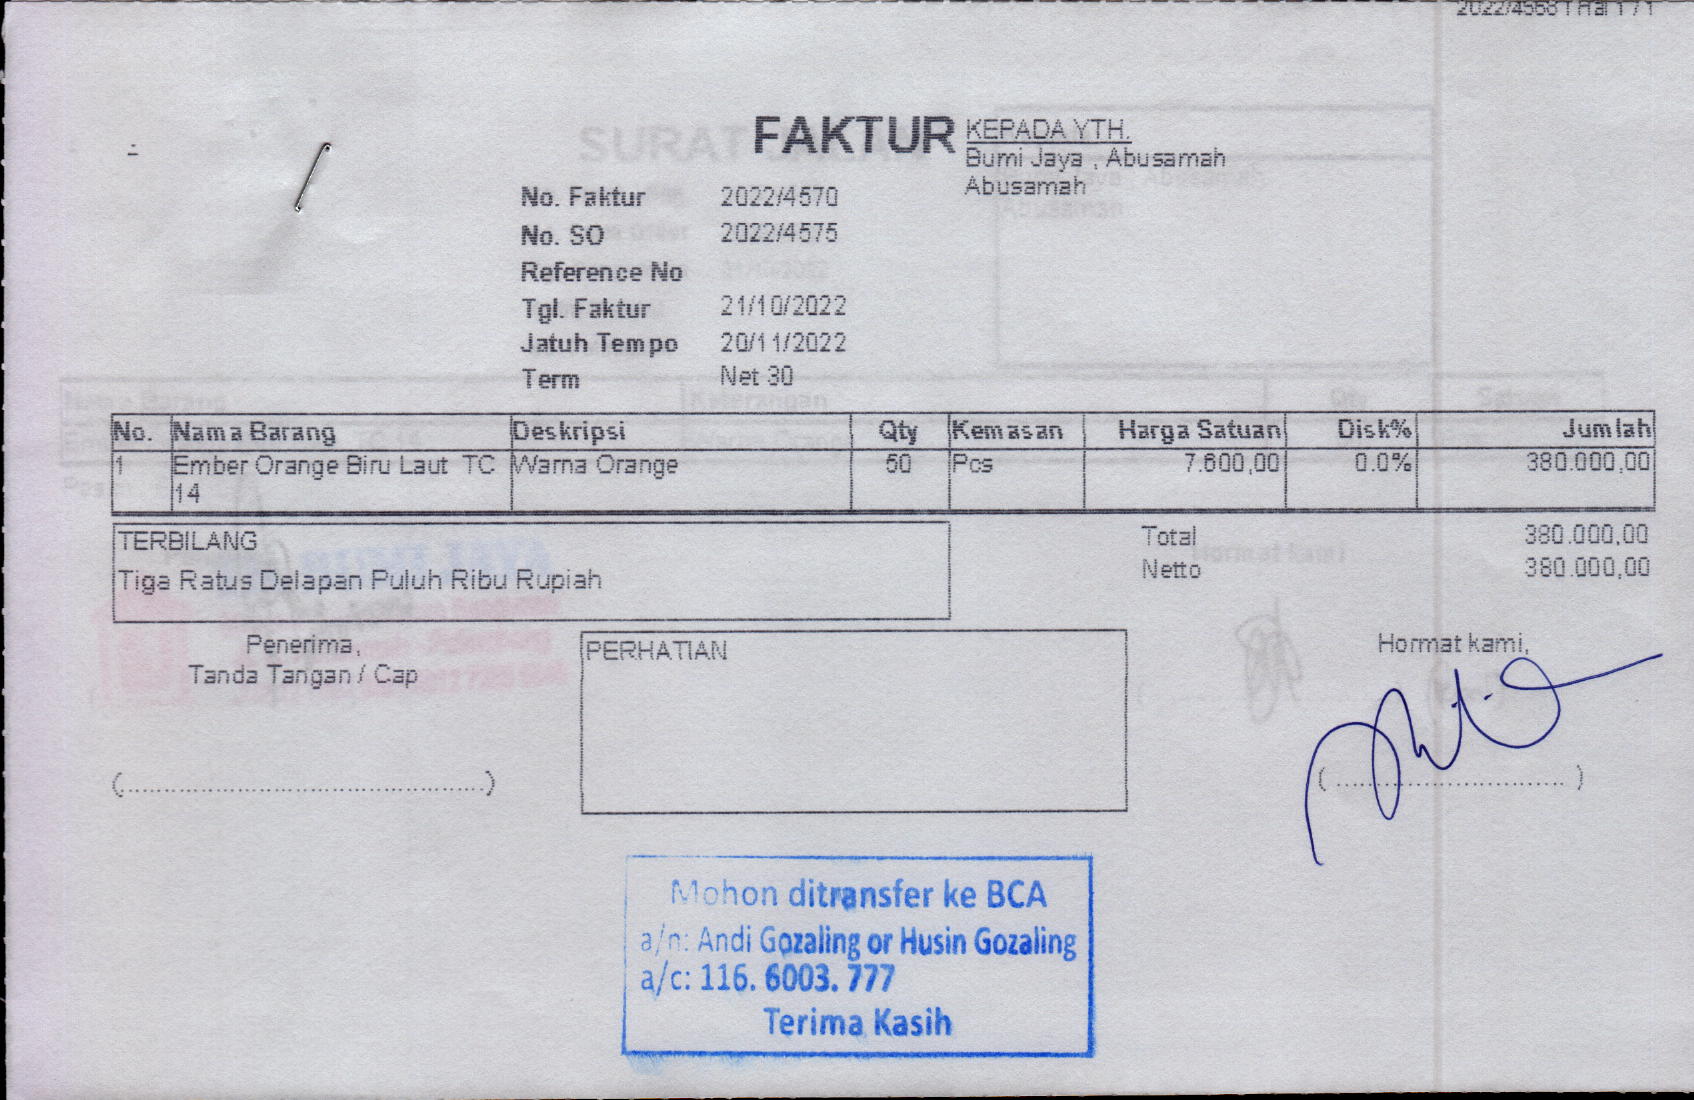 FAKTUR
KEPADA YTH.
Bumi Jaya , Abusamah
Abusamah
No. Faktur 2022/4570
No. SO 2022/4575
Reference No
Tgl. Faktur 21/10/2022
Jatuh Tempo 20/11/2022
Term Net 30
No. Nama Barang Deskripsi Qty Kemasan Harga Satuan Disk% Jumlah
1 Ember Orange Biru Laut TC 14 Warna Orange 50 Pcs 7.600,00 0.0% 380.000,00
TERBILANG
Tiga Ratus Delapan Puluh Ribu Rupiah
Total 380.000,00
Netto 380.000,00
Penerima,
Tanda Tangan / Cap
PERHATIAN
Hormat kami,
(..............................................)
( .............................. )
Mohon ditransfer ke BCA
a/n: Andi Gozaling or Husin Gozaling
a/c: 116. 6003. 777
Terima Kasih